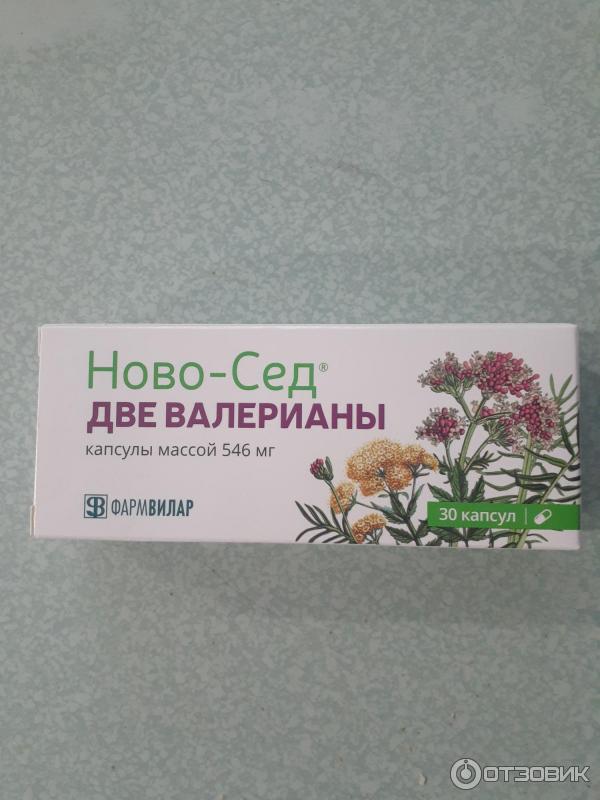 Ново-Сед®
ДВЕ ВАЛЕРИАНЫ
капсулы массой 546 мг
ФАРМВИЛАР
30 капсул
ОТЗОВИК